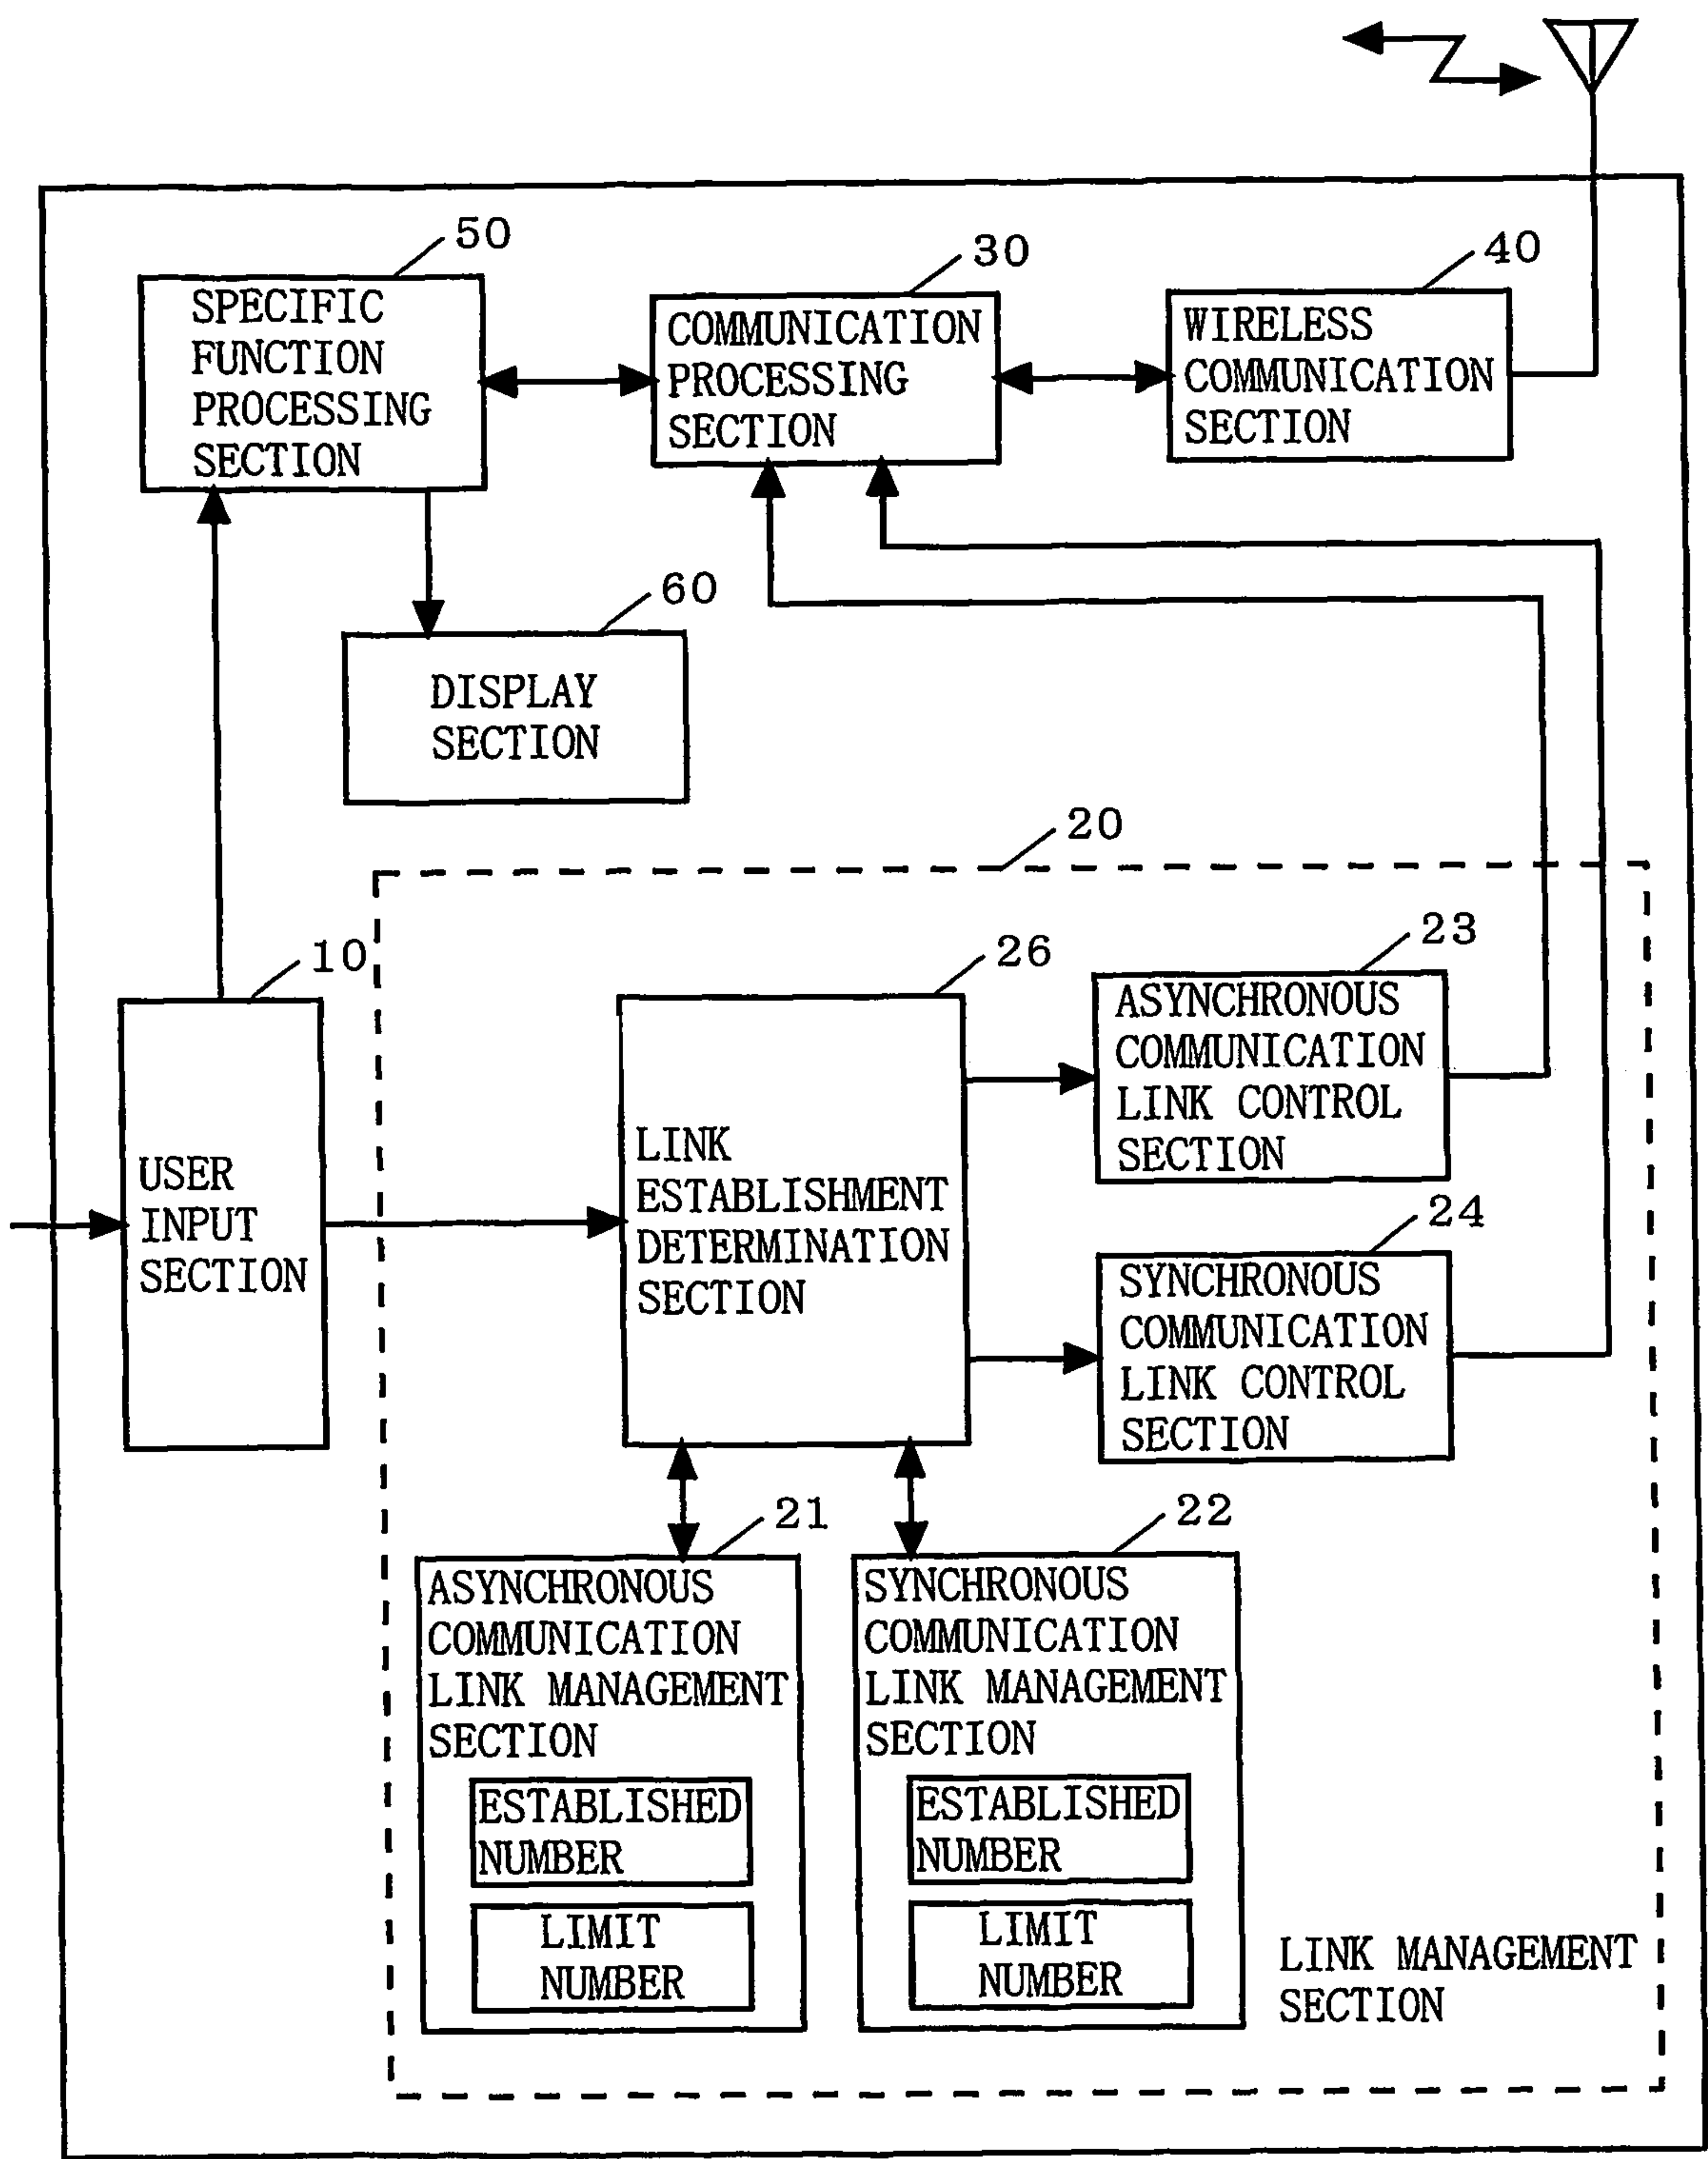 50
SPECIFIC
FUNCTION
PROCESSING
SECTION
30
COMMUNICATION
PROCESSING
SECTION
40
WIRELESS
COMMUNICATION
SECTION
60
DISPLAY
SECTION
20
10
USER
INPUT
SECTION
26
LINK
ESTABLISHMENT
DETERMINATION
SECTION
23
ASYNCHRONOUS
COMMUNICATION
LINK CONTROL
SECTION
24
SYNCHRONOUS
COMMUNICATION
LINK CONTROL
SECTION
21
ASYNCHRONOUS
COMMUNICATION
LINK MANAGEMENT
SECTION
ESTABLISHED
NUMBER
LIMIT
NUMBER
22
SYNCHRONOUS
COMMUNICATION
LINK MANAGEMENT
SECTION
ESTABLISHED
NUMBER
LIMIT
NUMBER
LINK MANAGEMENT
SECTION